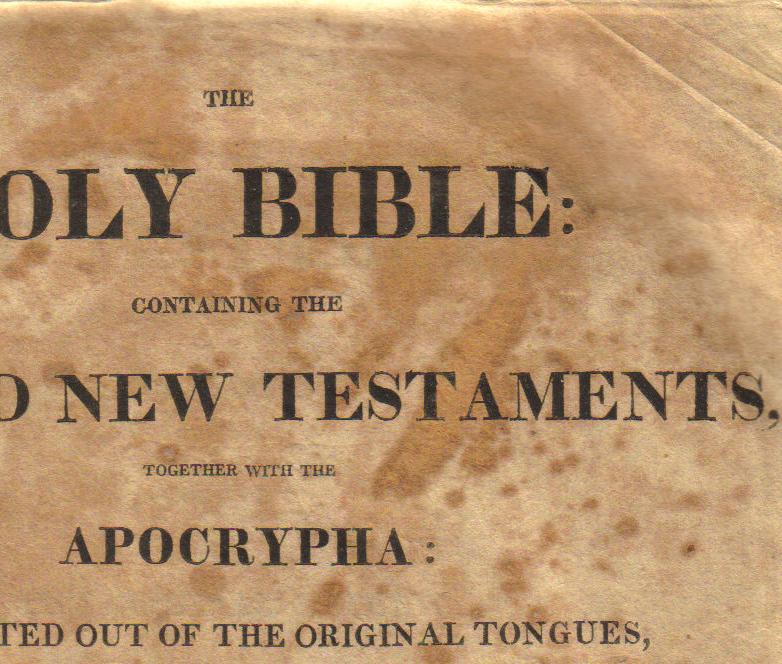 THE
OLY BIBLE:
CONTAINING THE
D NEW TESTAMENTS,
TOGETHER WITH THE
APOCRYPHA :
TED OUT OF THE ORIGINAL TONGUES,